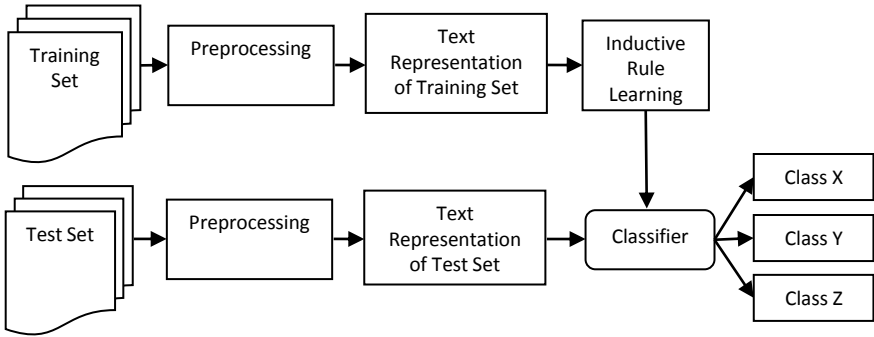 Training
Set
Preprocessing
Text
Representation
of Training Set
Inductive
Rule
Learning
Test Set
Preprocessing
Text
Representation
of Test Set
Classifier
Class X
Class Y
Class Z